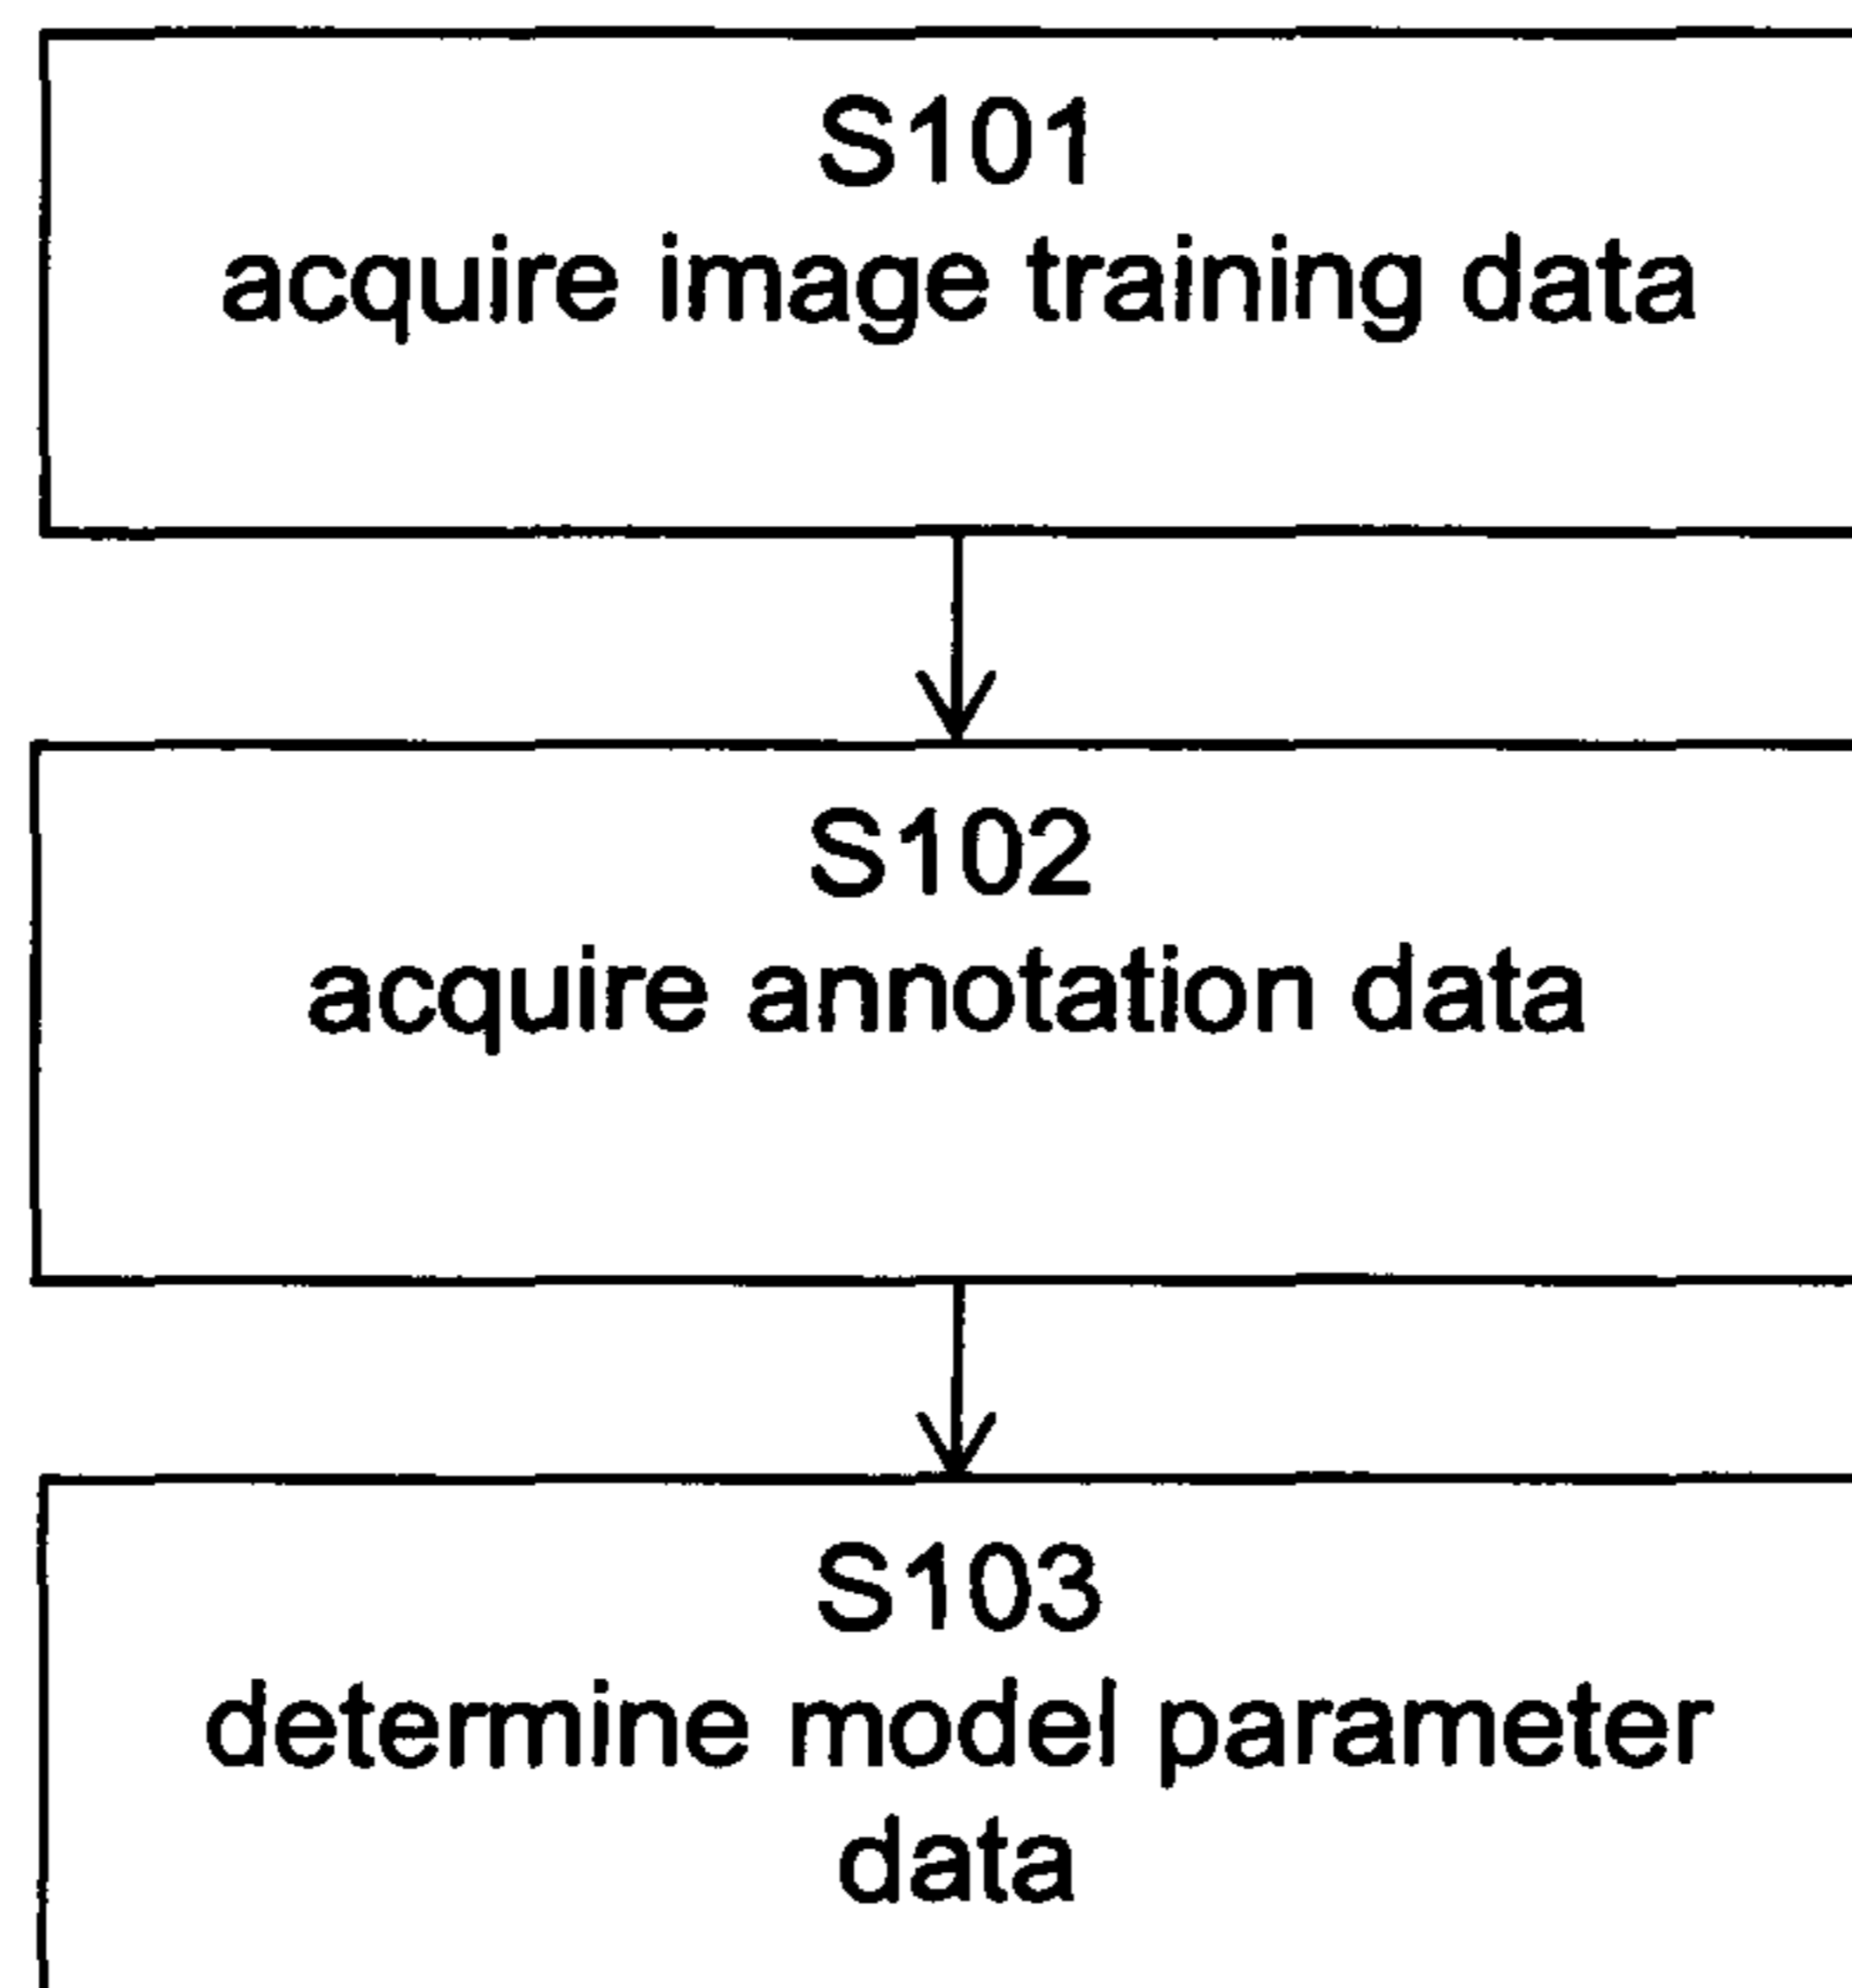 S101
acquire image training data
S102
acquire annotation data
S103
determine model parameter
data